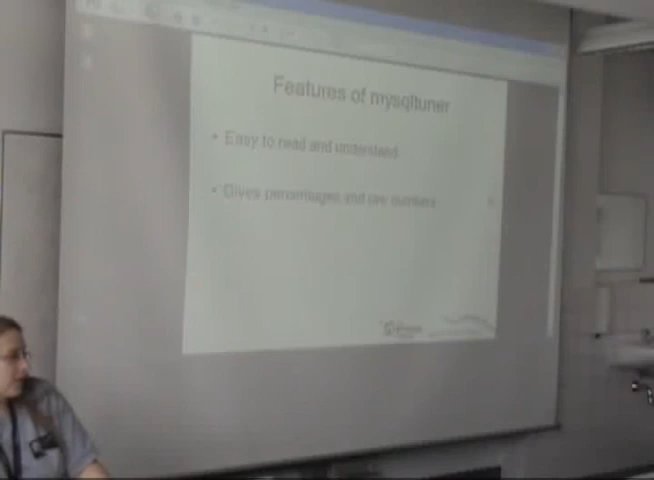 Features of mysqltuner
• Easy to read and understand
• Gives percentages and raw numbers